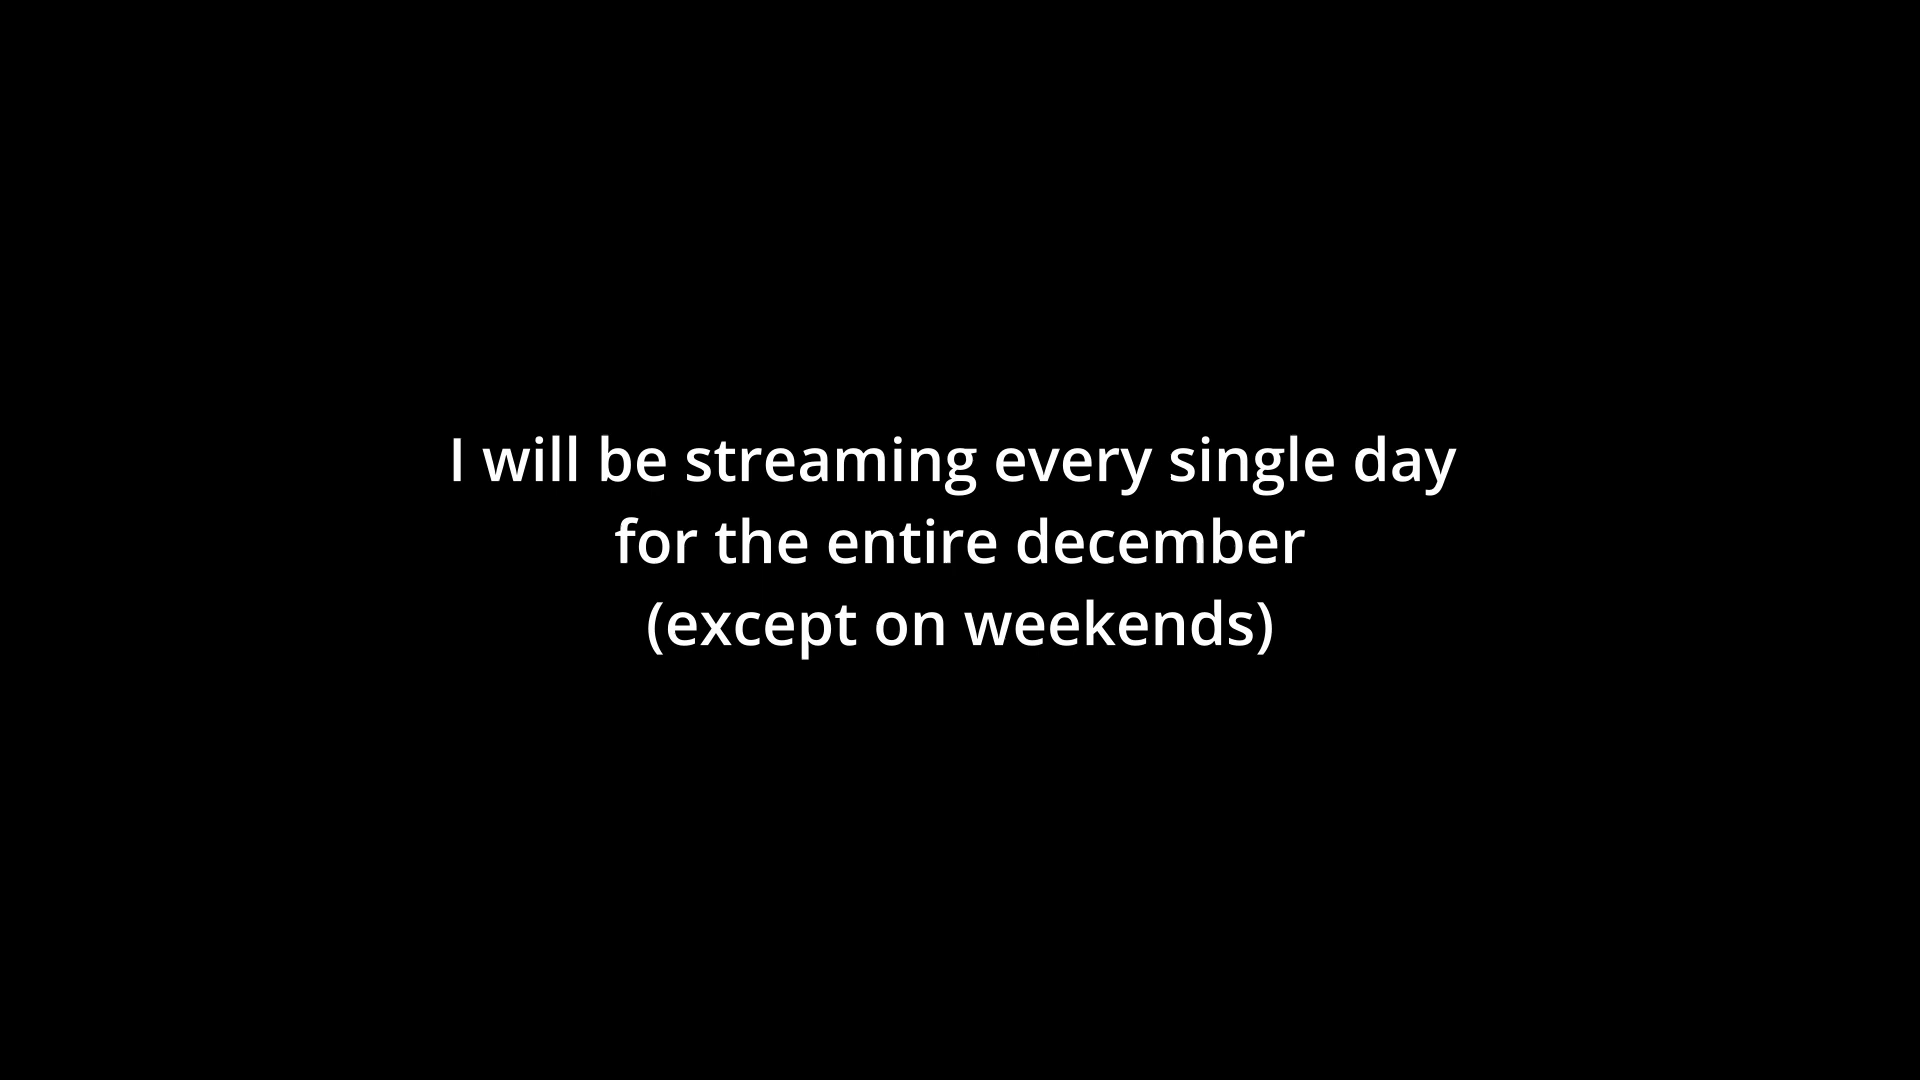 I will be streaming every single day
for the entire december
(except on weekends)